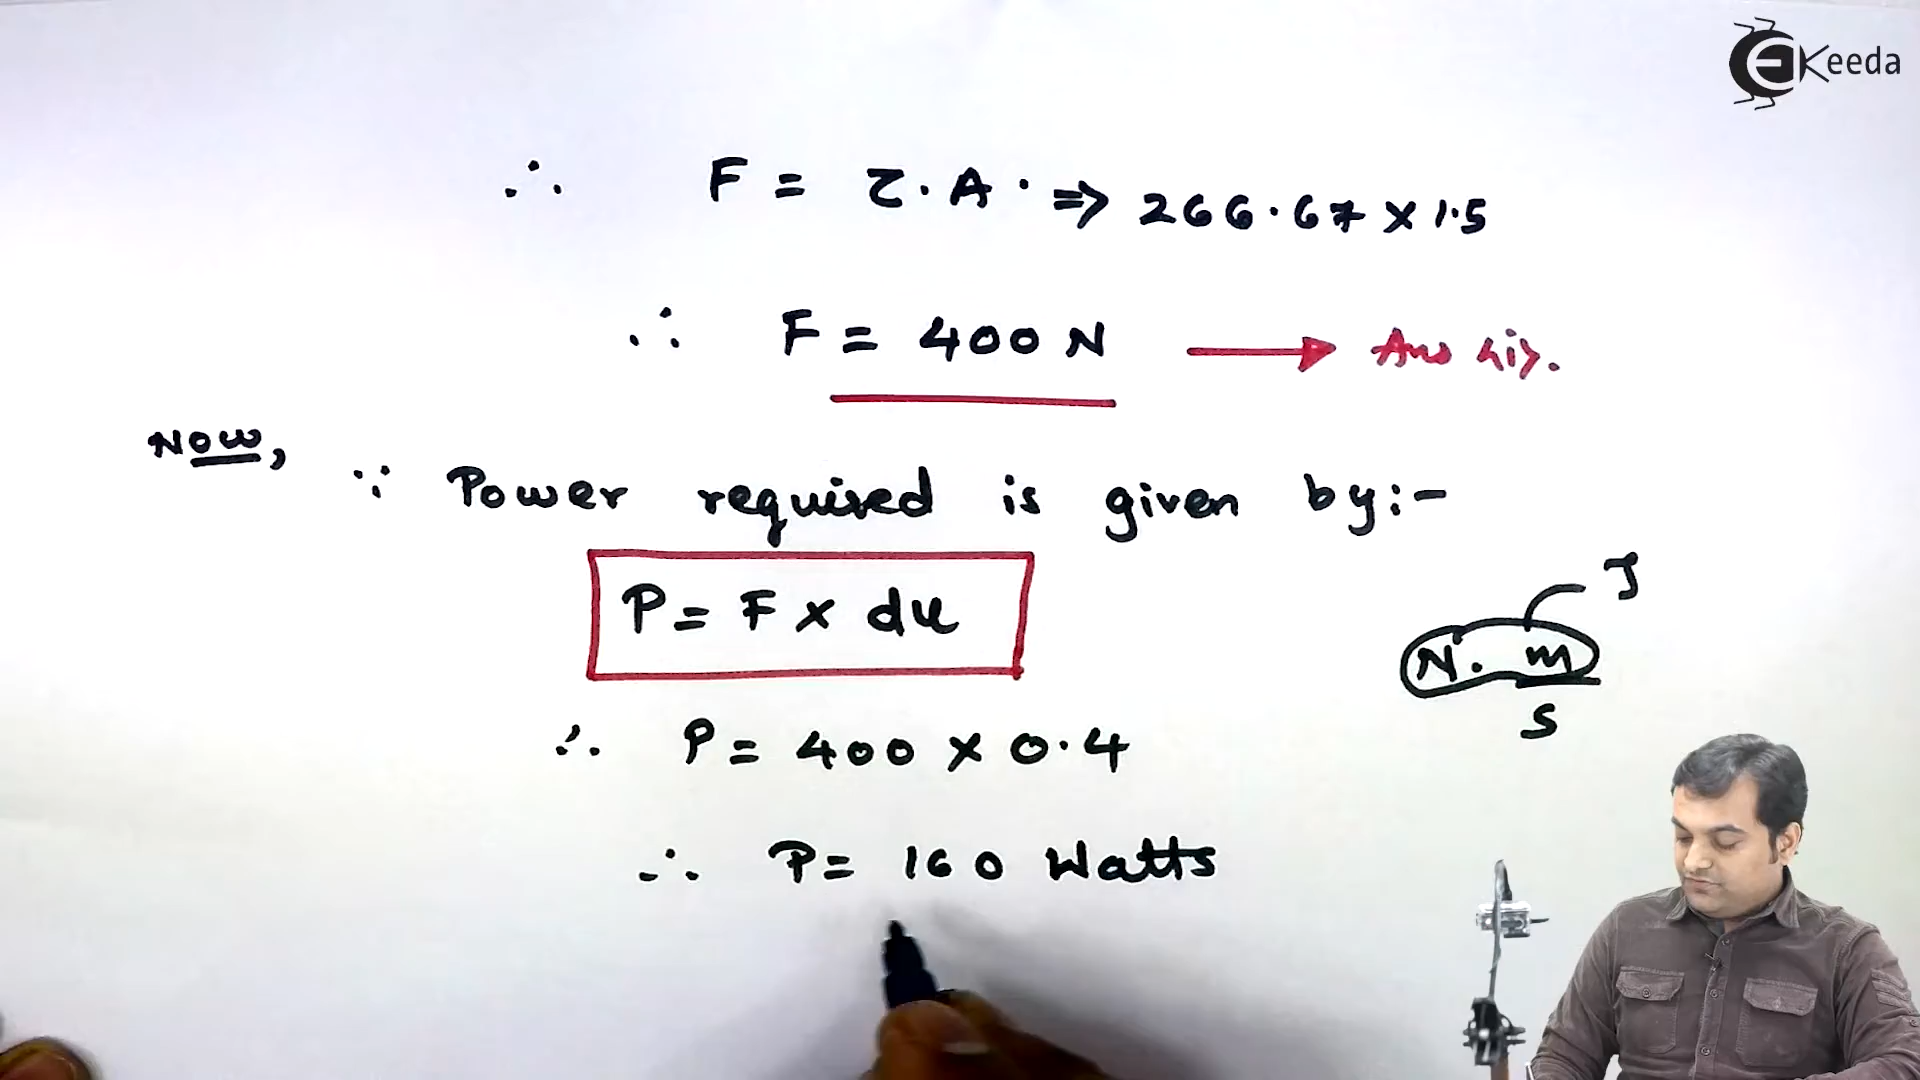 EKeeda
∴ F = τ . A . ⇒ 266.67 × 1.5
∴ F = 400 N → Ans (i).
Now,
∵ Power required is given by:-
P = F × du
J
N . m
s
∴ P = 400 × 0.4
∴ P = 160 Watts